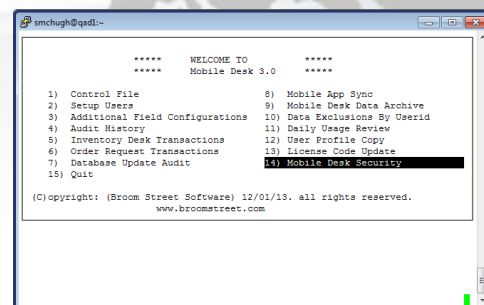 smchugh@qad1:~
***** WELCOME TO *****
***** Mobile Desk 3.0 *****
1) Control File 8) Mobile App Sync
2) Setup Users 9) Mobile Desk Data Archive
3) Additional Field Configurations 10) Data Exclusions By Userid
4) Audit History 11) Daily Usage Review
5) Inventory Desk Transactions 12) User Profile Copy
6) Order Request Transactions 13) License Code Update
7) Database Update Audit 14) Mobile Desk Security
15) Quit
(C)opyright: (Broom Street Software) 12/01/13. all rights reserved.
www.broomstreet.com